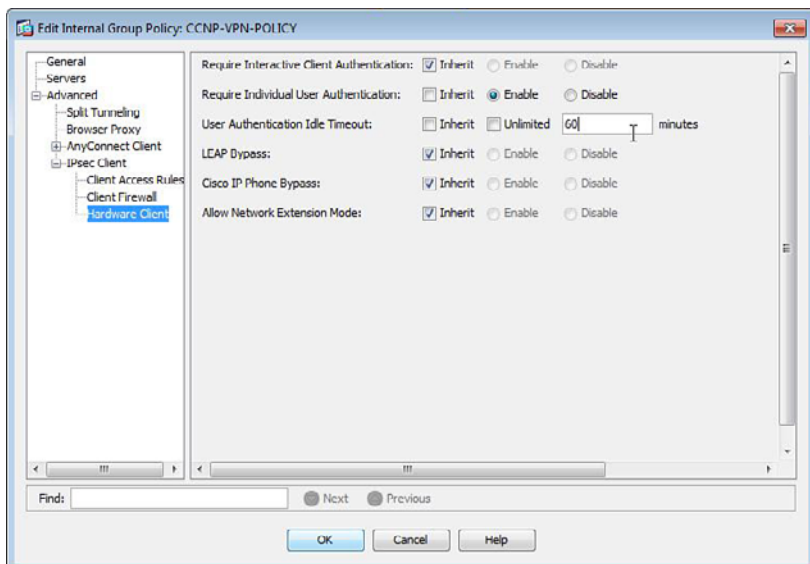 Edit Internal Group Policy: CCNP-VPN-POLICY
General
Servers
Advanced
Split Tunneling
Browser Proxy
AnyConnect Client
IPsec Client
Client Access Rules
Client Firewall
Hardware Client
Require Interactive Client Authentication: Inherit Enable Disable
Require Individual User Authentication: Inherit Enable Disable
User Authentication Idle Timeout: Inherit Unlimited 60 minutes
LEAP Bypass: Inherit Enable Disable
Cisco IP Phone Bypass: Inherit Enable Disable
Allow Network Extension Mode: Inherit Enable Disable
Find: Next Previous
OK Cancel Help